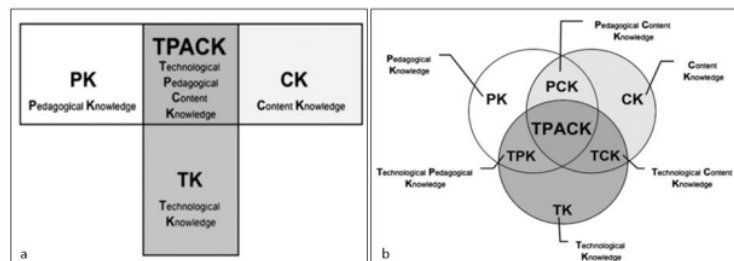 TPACK
Technological
Pedagogical
Content
Knowledge
PK
Pedagogical Knowledge
CK
Content Knowledge
TK
Technological
Knowledge
a
Pedagogical Content
Knowledge
Pedagogical
Knowledge
Content
Knowledge
PCK
PK
CK
TPACK
TPK
TCK
Technological Pedagogical
Knowledge
Technological Content
Knowledge
TK
Technological
Knowledge
b